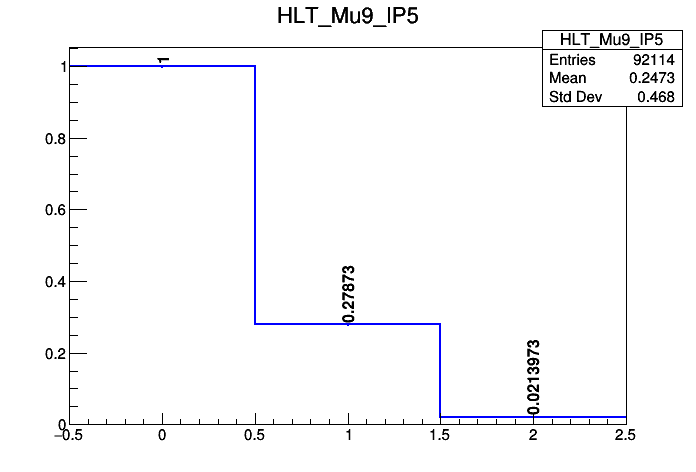 HLT_Mu9_IP5
HLT_Mu9_IP5
Entries 92114
Mean 0.2473
Std Dev 0.468
1
0.8
0.6
0.4
0.2
0
1
0.27873
0.0213973
−0.5 0 0.5 1 1.5 2 2.5